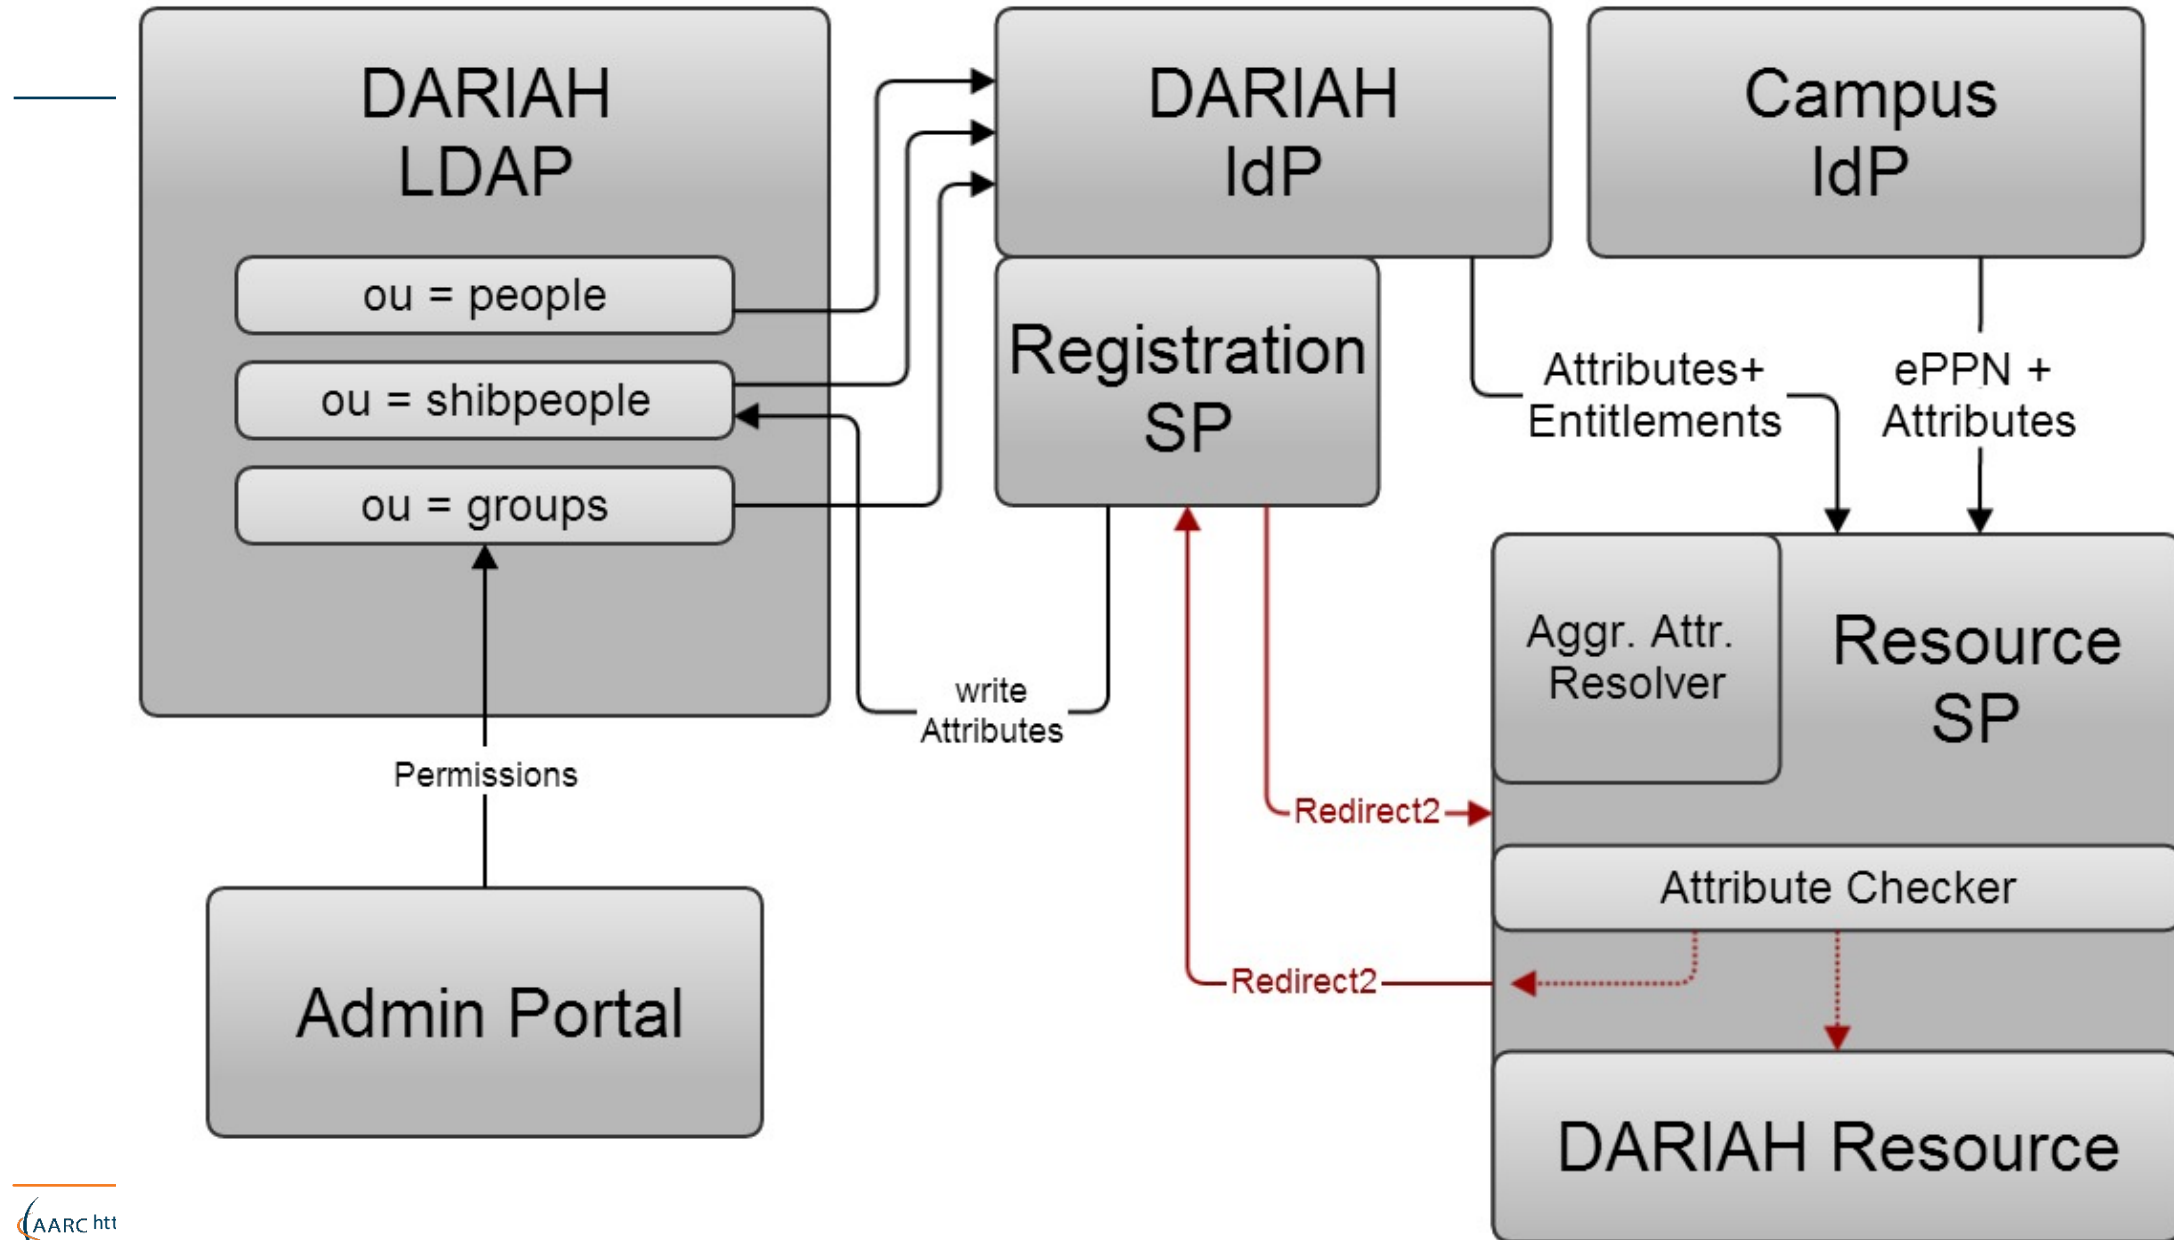 DARIAH
LDAP
ou = people
ou = shibpeople
ou = groups
DARIAH
IdP
Campus
IdP
Registration
SP
Attributes+
Entitlements
ePPN +
Attributes
Aggr. Attr.
Resolver
Resource
SP
write
Attributes
Permissions
Redirect2
Attribute Checker
Redirect2
Admin Portal
DARIAH Resource
AARC htt